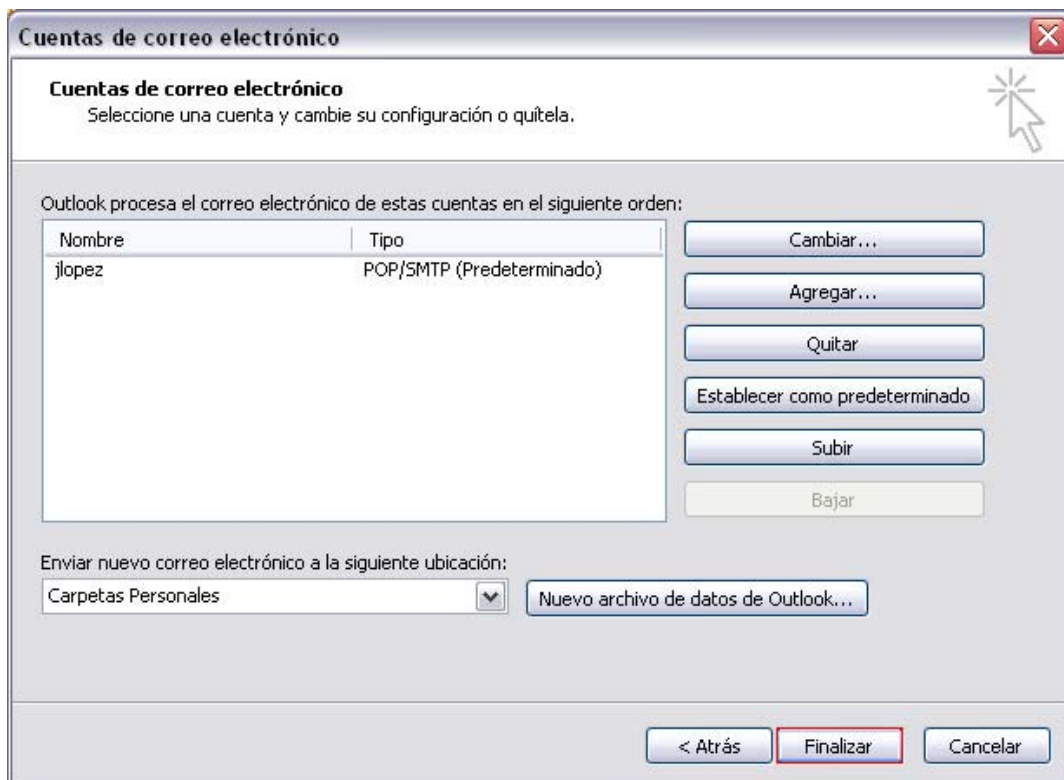 Cuentas de correo electrónico
Cuentas de correo electrónico
Seleccione una cuenta y cambie su configuración o quítela.
Outlook procesa el correo electrónico de estas cuentas en el siguiente orden:
Nombre Tipo
jlopez POP/SMTP (Predeterminado)
Cambiar...
Agregar...
Quitar
Establecer como predeterminado
Subir
Bajar
Enviar nuevo correo electrónico a la siguiente ubicación:
Carpetas Personales
Nuevo archivo de datos de Outlook...
< Atrás Finalizar Cancelar